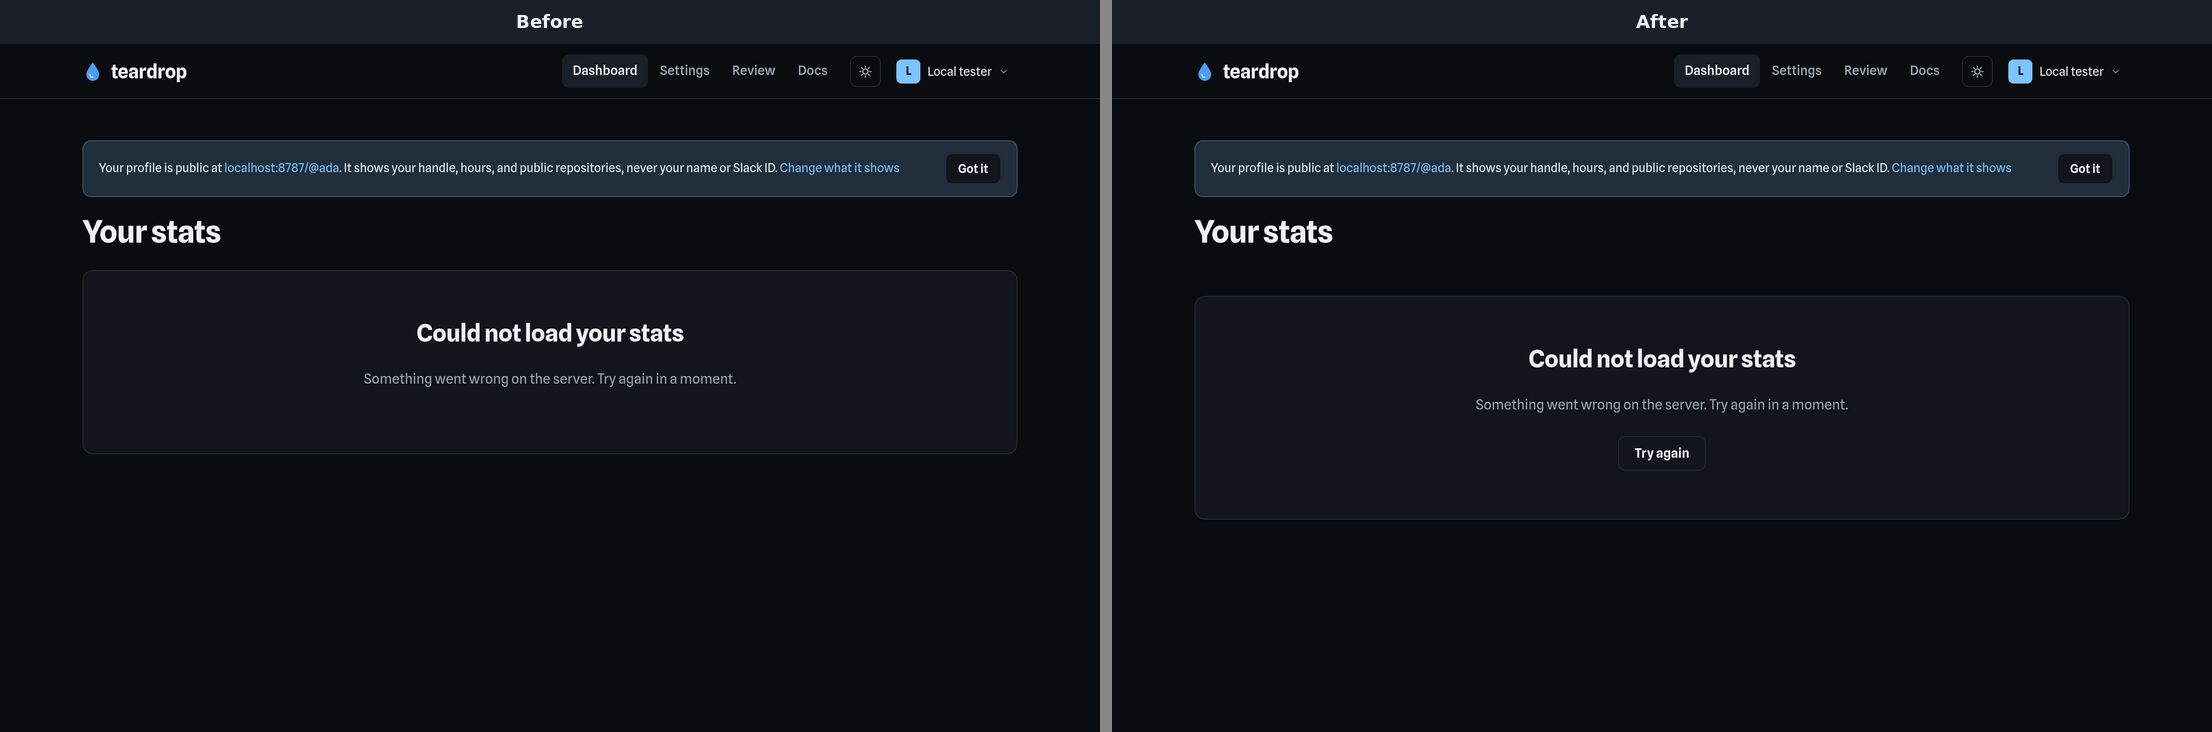 Before
teardrop
Dashboard Settings Review Docs L Local tester
Your profile is public at localhost:8787/@ada. It shows your handle, hours, and public repositories, never your name or Slack ID. Change what it shows Got it
Your stats
Could not load your stats
Something went wrong on the server. Try again in a moment.
After
teardrop
Dashboard Settings Review Docs L Local tester
Your profile is public at localhost:8787/@ada. It shows your handle, hours, and public repositories, never your name or Slack ID. Change what it shows Got it
Your stats
Could not load your stats
Something went wrong on the server. Try again in a moment.
Try again